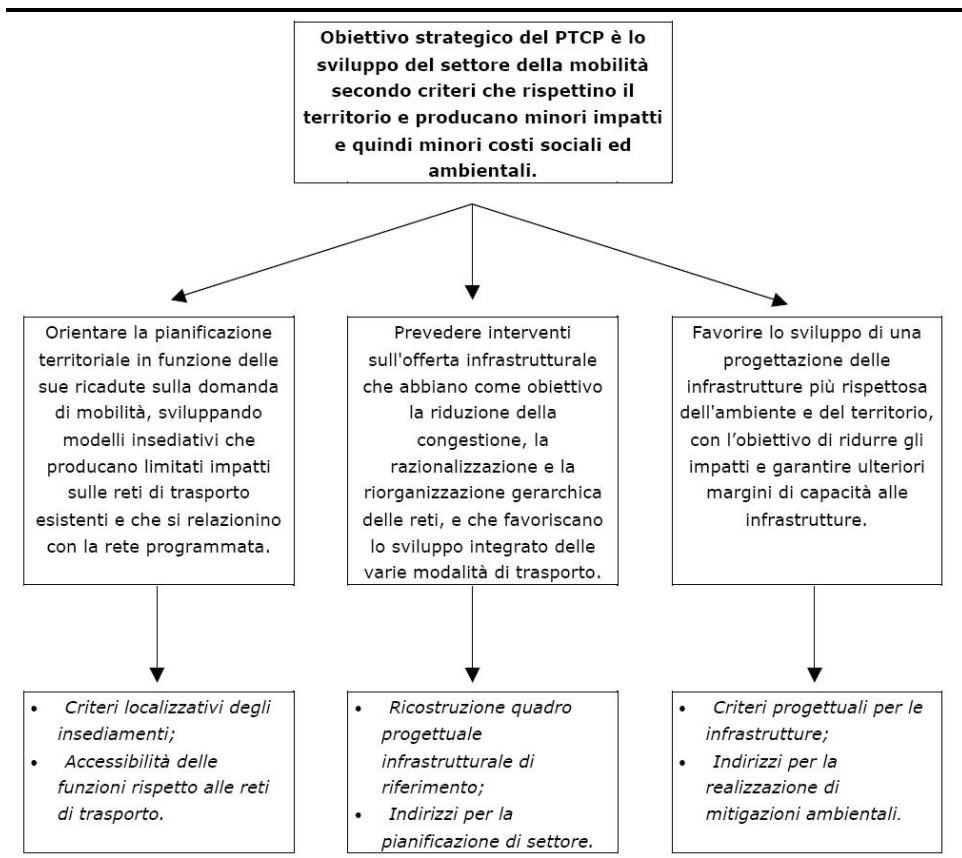 Obiettivo strategico del PTCP è lo
sviluppo del settore della mobilità
secondo criteri che rispettino il
territorio e producano minori impatti
e quindi minori costi sociali ed
ambientali.
Orientare la pianificazione
territoriale in funzione delle
sue ricadute sulla domanda
di mobilità, sviluppando
modelli insediativi che
producano limitati impatti
sulle reti di trasporto
esistenti e che si relazionino
con la rete programmata.
Prevedere interventi
sull'offerta infrastrutturale
che abbiano come obiettivo
la riduzione della
congestione, la
razionalizzazione e la
riorganizzazione gerarchica
delle reti, e che favoriscano
lo sviluppo integrato delle
varie modalità di trasporto.
Favorire lo sviluppo di una
progettazione delle
infrastrutture più rispettosa
dell'ambiente e del territorio,
con l’obiettivo di ridurre gli
impatti e garantire ulteriori
margini di capacità alle
infrastrutture.
• Criteri localizzativi degli
insediamenti;
• Accessibilità delle
funzioni rispetto alle reti
di trasporto.
• Ricostruzione quadro
progettuale
infrastrutturale di
riferimento;
• Indirizzi per la
pianificazione di settore.
• Criteri progettuali per le
infrastrutture;
• Indirizzi per la
realizzazione di
mitigazioni ambientali.